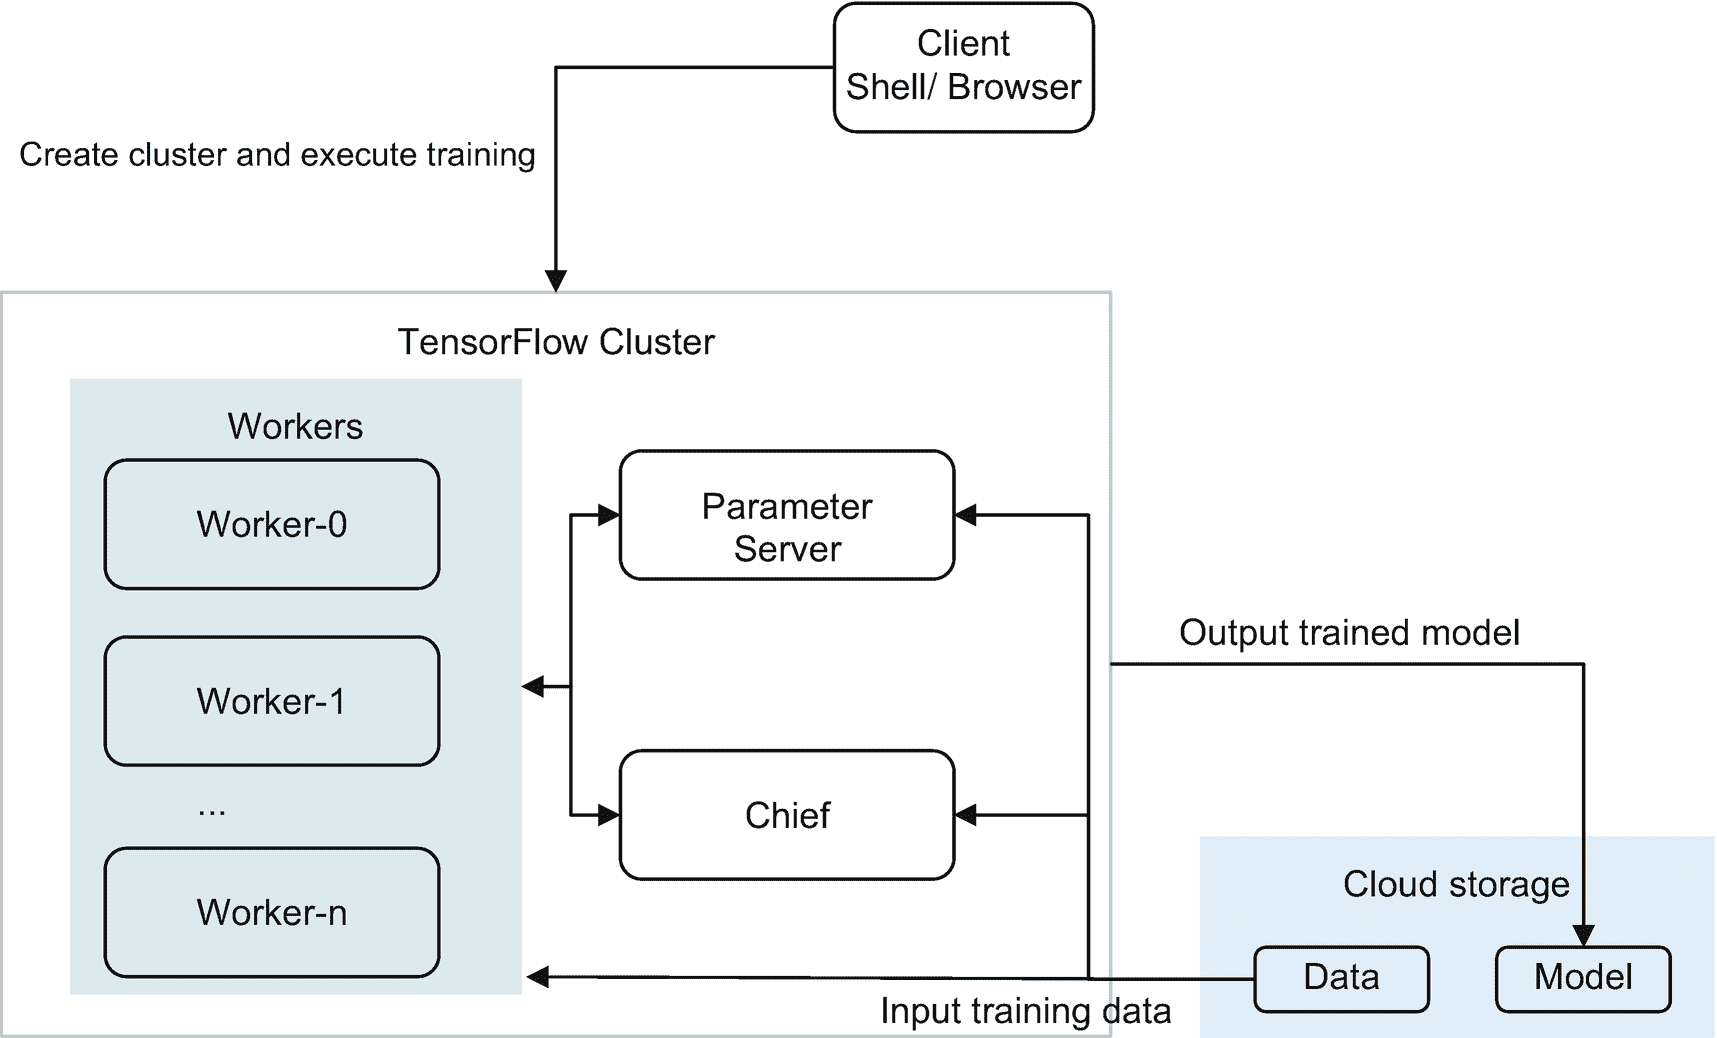 Client
Shell/ Browser
Create cluster and execute training
TensorFlow Cluster
Workers
Worker-0
Parameter
Server
Output trained model
Worker-1
...
Chief
Cloud storage
Worker-n
Data
Model
Input training data